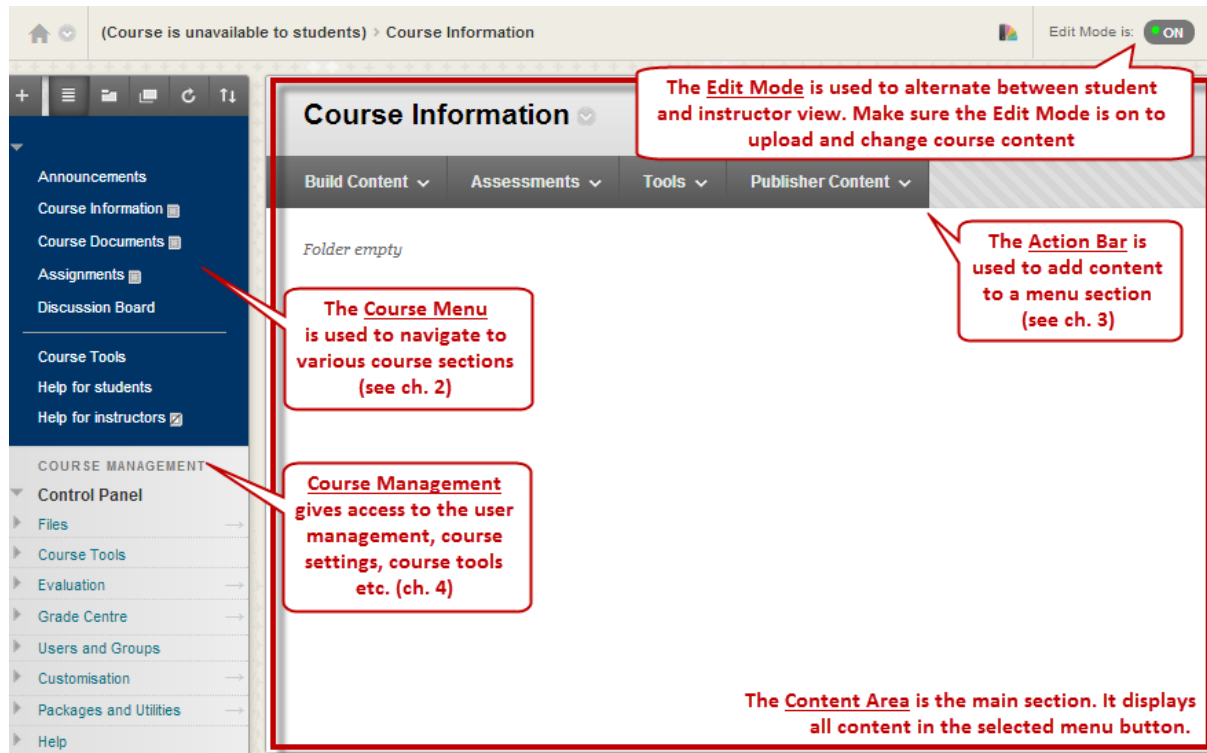 (Course is unavailable to students) > Course Information
Edit Mode is: ON
The Edit Mode is used to alternate between student
and instructor view. Make sure the Edit Mode is on to
upload and change course content
Course Information
Build Content
Assessments
Tools
Publisher Content
Folder empty
The Action Bar is
used to add content
to a menu section
(see ch. 3)
Announcements
Course Information
Course Documents
Assignments
Discussion Board
Course Tools
Help for students
Help for instructors
The Course Menu
is used to navigate to
various course sections
(see ch. 2)
COURSE MANAGEMENT
Control Panel
Files
Course Tools
Evaluation
Grade Centre
Users and Groups
Customisation
Packages and Utilities
Help
Course Management
gives access to the user
management, course
settings, course tools
etc. (ch. 4)
The Content Area is the main section. It displays
all content in the selected menu button.